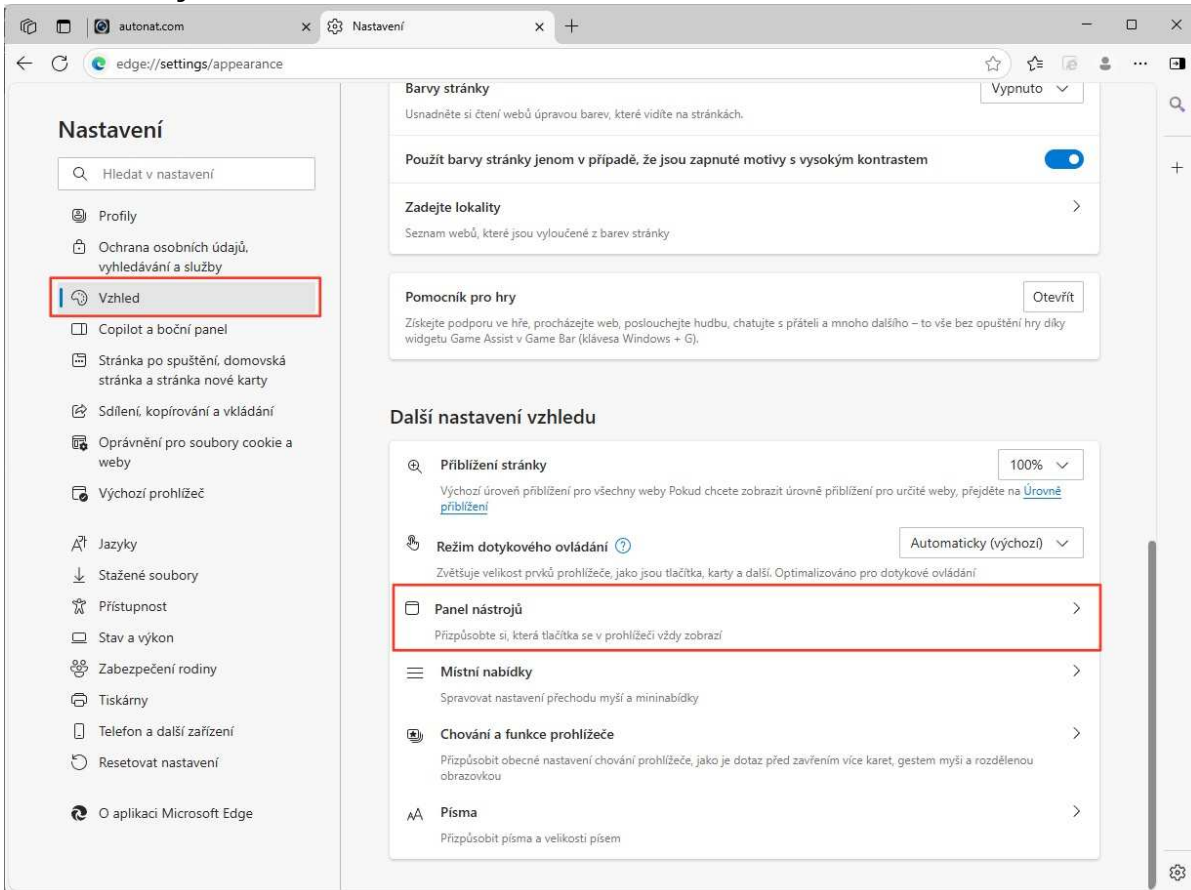 autonat.com
Nastavení
edge://settings/appearance
Nastavení
Hledat v nastavení
Profily
Ochrana osobních údajů,
vyhledávání a služby
Vzhled
Copilot a boční panel
Stránka po spuštění, domovská
stránka a stránka nové karty
Sdílení, kopírování a vkládání
Oprávnění pro soubory cookie a
weby
Výchozí prohlížeč
Jazyky
Stažené soubory
Přístupnost
Stav a výkon
Zabezpečení rodiny
Tiskárny
Telefon a další zařízení
Resetovat nastavení
O aplikaci Microsoft Edge
Barvy stránky
Vypnuto
Usnadněte si čtení webů úpravou barev, které vidíte na stránkách.
Použít barvy stránky jenom v případě, že jsou zapnuté motivy s vysokým kontrastem
Zadejte lokality
Seznam webů, které jsou vyloučené z barev stránky
Pomocník pro hry
Otevřít
Získejte podporu ve hře, procházejte web, poslouchejte hudbu, chatujte s přáteli a mnoho dalšího – to vše bez opuštění hry díky
widgetu Game Assist v Game Bar (klávesa Windows + G).
Další nastavení vzhledu
Přiblížení stránky
100%
Výchozí úroveň přiblížení pro všechny weby Pokud chcete zobrazit úrovně přiblížení pro určité weby, přejděte na Úrovně
přiblížení
Režim dotykového ovládání
Automaticky (výchozí)
Zvětšuje velikost prvků prohlížeče, jako jsou tlačítka, karty a další. Optimalizováno pro dotykové ovládání
Panel nástrojů
Přizpůsobte si, která tlačítka se v prohlížeči vždy zobrazí
Místní nabídky
Spravovat nastavení přechodu myší a mininabídky
Chování a funkce prohlížeče
Přizpůsobit obecné nastavení chování prohlížeče, jako je dotaz před zavřením více karet, gestem myši a rozdělenou
obrazovkou
Písma
Přizpůsobit písma a velikosti písem